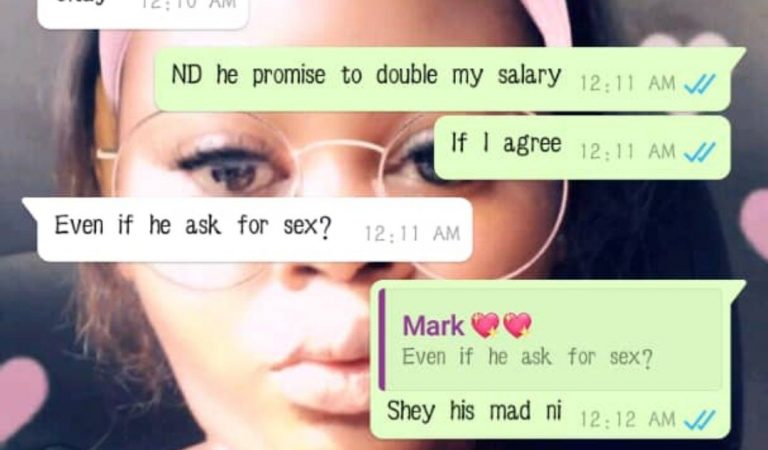 12:10 AM
ND he promise to double my salary 12:11 AM
If I agree 12:11 AM
Even if he ask for sex? 12:11 AM
Mark 💖💖
Even if he ask for sex?
Shey his mad ni 12:12 AM